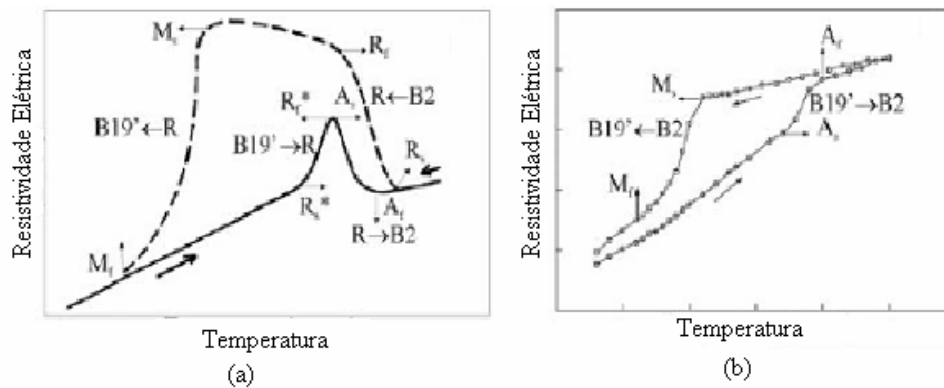 (a)
Resistividade Elétrica
Ms
Rf
Rf*
As
R←B2
B19'←R
B19'→R
Rs
Rs*
Af
Mf
R→B2
Temperatura
(b)
Resistividade Elétrica
Af
Ms
B19'→B2
B19'←B2
As
Mf
Temperatura
(a)
(b)